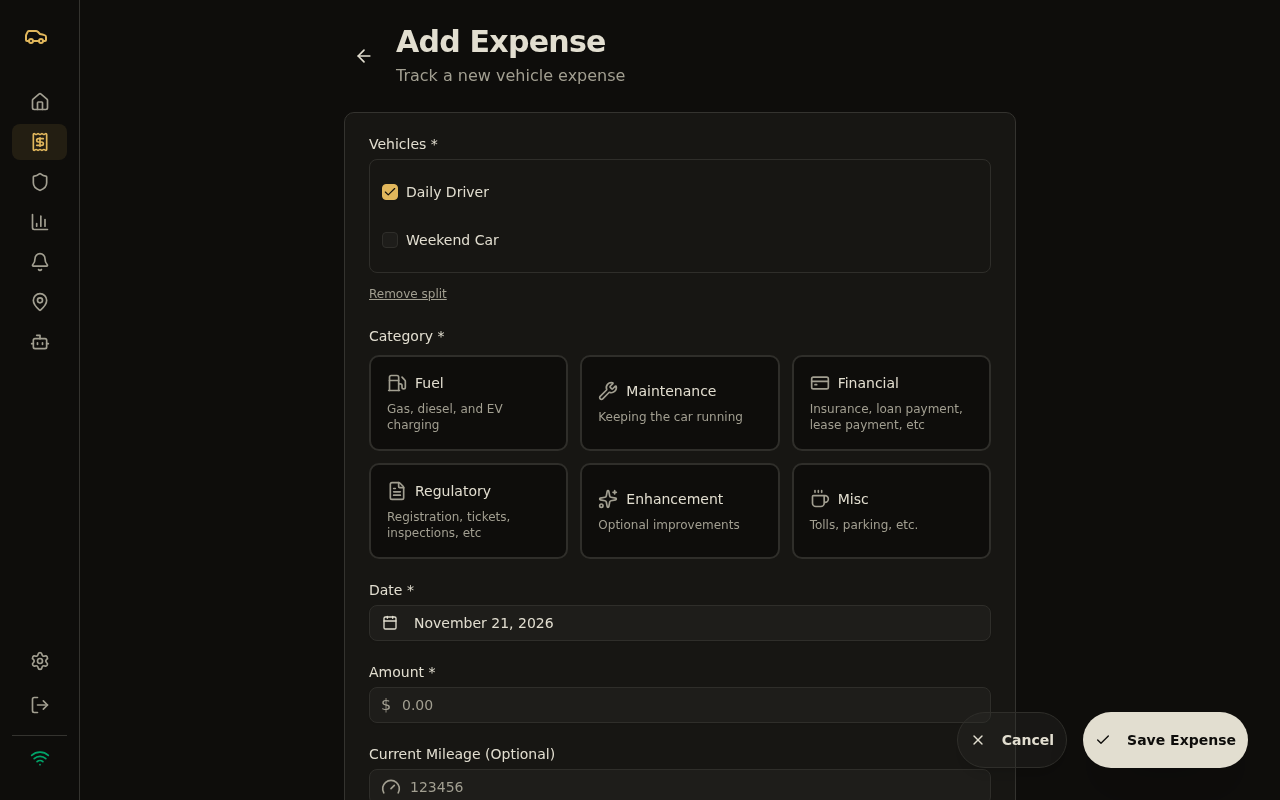 Add Expense
Track a new vehicle expense
Vehicles *
Daily Driver
Weekend Car
Remove split
Category *
Fuel
Gas, diesel, and EV
charging
Maintenance
Keeping the car running
Financial
Insurance, loan payment,
lease payment, etc
Regulatory
Registration, tickets,
inspections, etc
Enhancement
Optional improvements
Misc
Tolls, parking, etc.
Date *
November 21, 2026
Amount *
$ 0.00
Cancel
Save Expense
Current Mileage (Optional)
123456